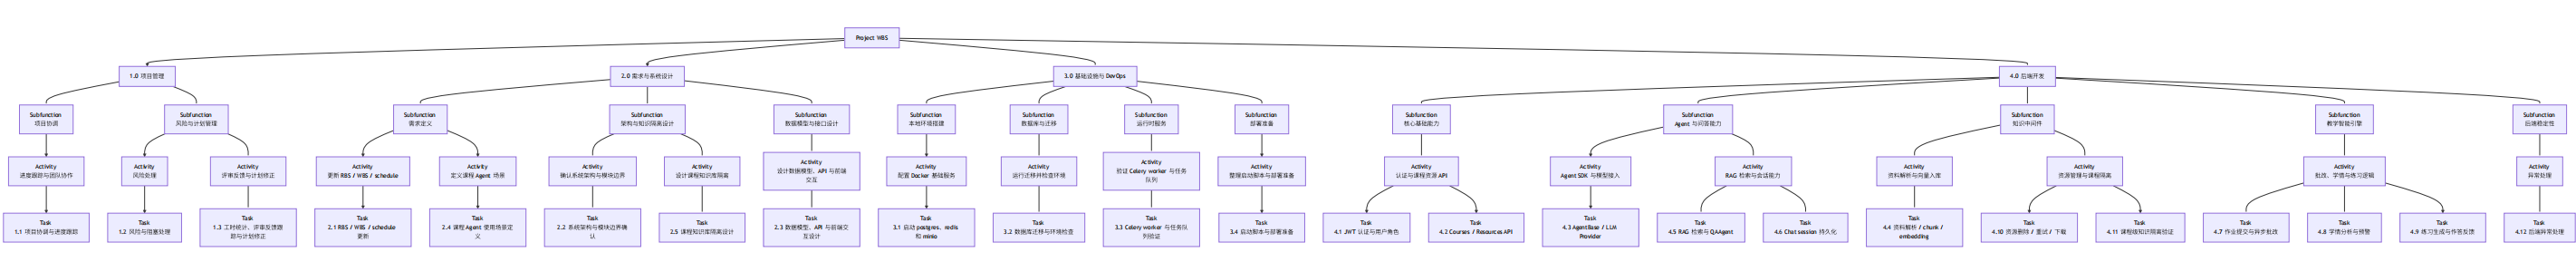 Project WBS
1.0 项目管理
2.0 需求与系统设计
3.0 基础设施与 DevOps
4.0 后端开发
Subfunction
项目协调
Subfunction
风险与计划管理
Subfunction
需求定义
Subfunction
架构与知识隔离设计
Subfunction
数据模型与接口设计
Subfunction
本地环境搭建
Subfunction
数据库与迁移
Subfunction
运行时服务
Subfunction
部署准备
Subfunction
核心基础能力
Subfunction
Agent 与问答能力
Subfunction
知识中间件
Subfunction
教学智能引擎
Subfunction
后端稳定性
Activity
进度跟踪与团队协作
Activity
风险处理
Activity
评审反馈与计划修正
Activity
更新 RBS / WBS / schedule
Activity
定义课程 Agent 场景
Activity
确认系统架构与模块边界
Activity
设计课程知识库隔离
Activity
设计数据模型、API 与前端
交互
Activity
配置 Docker 基础服务
Activity
运行迁移并检查环境
Activity
验证 Celery worker 与任务
队列
Activity
整理启动脚本与部署准备
Activity
认证与课程资源 API
Activity
Agent SDK 与模型接入
Activity
RAG 检索与会话能力
Activity
资料解析与向量入库
Activity
资源管理与课程隔离
Activity
批改、学情与练习逻辑
Activity
异常处理
Task
1.1 项目协调与进度跟踪
Task
1.2 风险与阻塞处理
Task
1.3 工时统计、评审反馈跟
踪与计划修正
Task
2.1 RBS / WBS / schedule
更新
Task
2.4 课程 Agent 使用场景定
义
Task
2.2 系统架构与模块边界确
认
Task
2.5 课程知识库隔离设计
Task
2.3 数据模型、API 与前端交
互设计
Task
3.1 启动 postgres、redis
和 minio
Task
3.2 数据库迁移与环境检查
Task
3.3 Celery worker 与任务队
列验证
Task
3.4 启动脚本与部署准备
Task
4.1 JWT 认证与用户角色
Task
4.2 Courses / Resources API
Task
4.3 AgentBase / LLM
Provider
Task
4.5 RAG 检索与 QAAgent
Task
4.6 Chat session 持久化
Task
4.4 资料解析 / chunk /
embedding
Task
4.10 资源删除 / 重试 / 下载
Task
4.11 课程级知识隔离验证
Task
4.7 作业提交与异步批改
Task
4.8 学情分析与预警
Task
4.9 练习生成与作答反馈
Task
4.12 后端异常处理